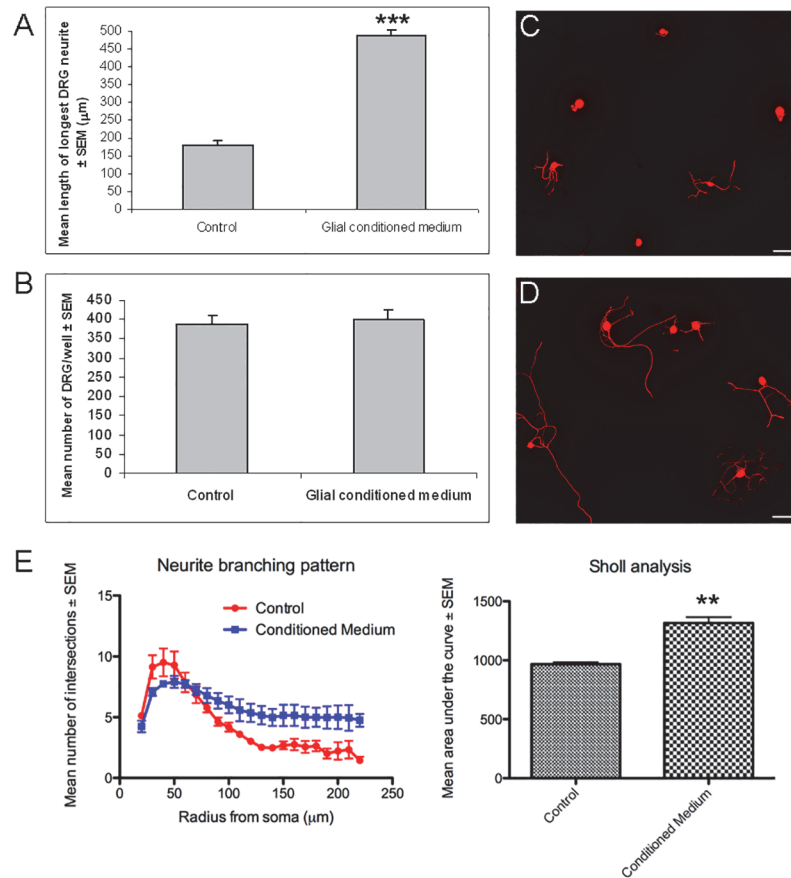 A
Mean length of longest DRG neurite
± SEM (µm)
500
450
400
350
300
250
200
150
100
50
0
***
Control
Glial conditioned medium
C
B
Mean number of DRG/well ± SEM
450
400
350
300
250
200
150
100
50
0
Control
Glial conditioned medium
D
E
Neurite branching pattern
Mean number of intersections ± SEM
15
10
5
0
Control
Conditioned Medium
0
50
100
150
200
250
Radius from soma (µm)
Sholl analysis
Mean area under the curve ± SEM
1500
1000
500
0
**
Control
Conditioned Medium